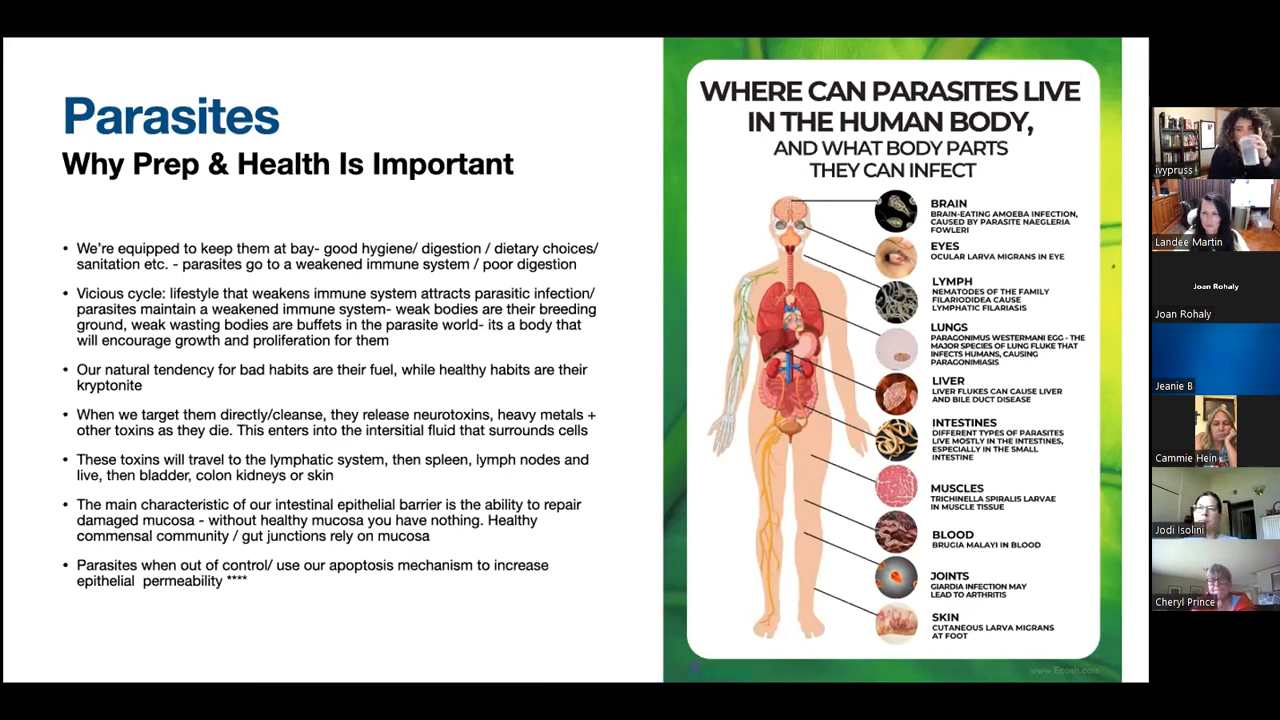 Parasites
Why Prep & Health Is Important
• We're equipped to keep them at bay- good hygiene/ digestion / dietary choices/
sanitation etc. - parasites go to a weakened immune system / poor digestion
• Vicious cycle: lifestyle that weakens immune system attracts parasitic infection/
parasites maintain a weakened immune system- weak bodies are their breeding
ground, weak wasting bodies are buffets in the parasite world- its a body that
will encourage growth and proliferation for them
• Our natural tendency for bad habits are their fuel, while healthy habits are their
kryptonite
• When we target them directly/cleanse, they release neurotoxins, heavy metals +
other toxins as they die. This enters into the intersitial fluid that surrounds cells
• These toxins will travel to the lymphatic system, then spleen, lymph nodes and
live, then bladder, colon kidneys or skin
• The main characteristic of our intestinal epithelial barrier is the ability to repair
damaged mucosa - without healthy mucosa you have nothing. Healthy
commensal community / gut junctions rely on mucosa
• Parasites when out of control/ use our apoptosis mechanism to increase
epithelial permeability ****
WHERE CAN PARASITES LIVE
IN THE HUMAN BODY,
AND WHAT BODY PARTS
THEY CAN INFECT
BRAIN
BRAIN-EATING AMOEBA INFECTION,
CAUSED BY PARASITE NAEGLERIA
FOWLERI
EYES
OCULAR LARVA MIGRANS IN EYE
LYMPH
NEMATODES OF THE FAMILY
FILARIODIDEA CAUSE
LYMPHATIC FILARIASIS
LUNGS
PARAGONIMUS WESTERMANI EGG - THE
MAJOR SPECIES OF LUNG FLUKE THAT
INFECTS HUMANS, CAUSING
PARAGONIMIASIS
LIVER
LIVER FLUKES CAN CAUSE LIVER
AND BILE DUCT DISEASE
INTESTINES
DIFFERENT TYPES OF PARASITES
LIVE MOSTLY IN THE INTESTINES,
ESPECIALLY IN THE SMALL
INTESTINE
MUSCLES
TRICHINELLA SPIRALIS LARVAE
IN MUSCLE TISSUE
BLOOD
BRUGIA MALAYI IN BLOOD
JOINTS
GIARDIA INFECTION MAY
LEAD TO ARTHRITIS
SKIN
CUTANEOUS LARVA MIGRANS
AT FOOT
www.Ecosh.com
ivypruss
Landee Martin
Joan Rohaly
Joan Rohaly
Jeanie B
Cammie Hein
Jodi Isolini
Cheryl Prince